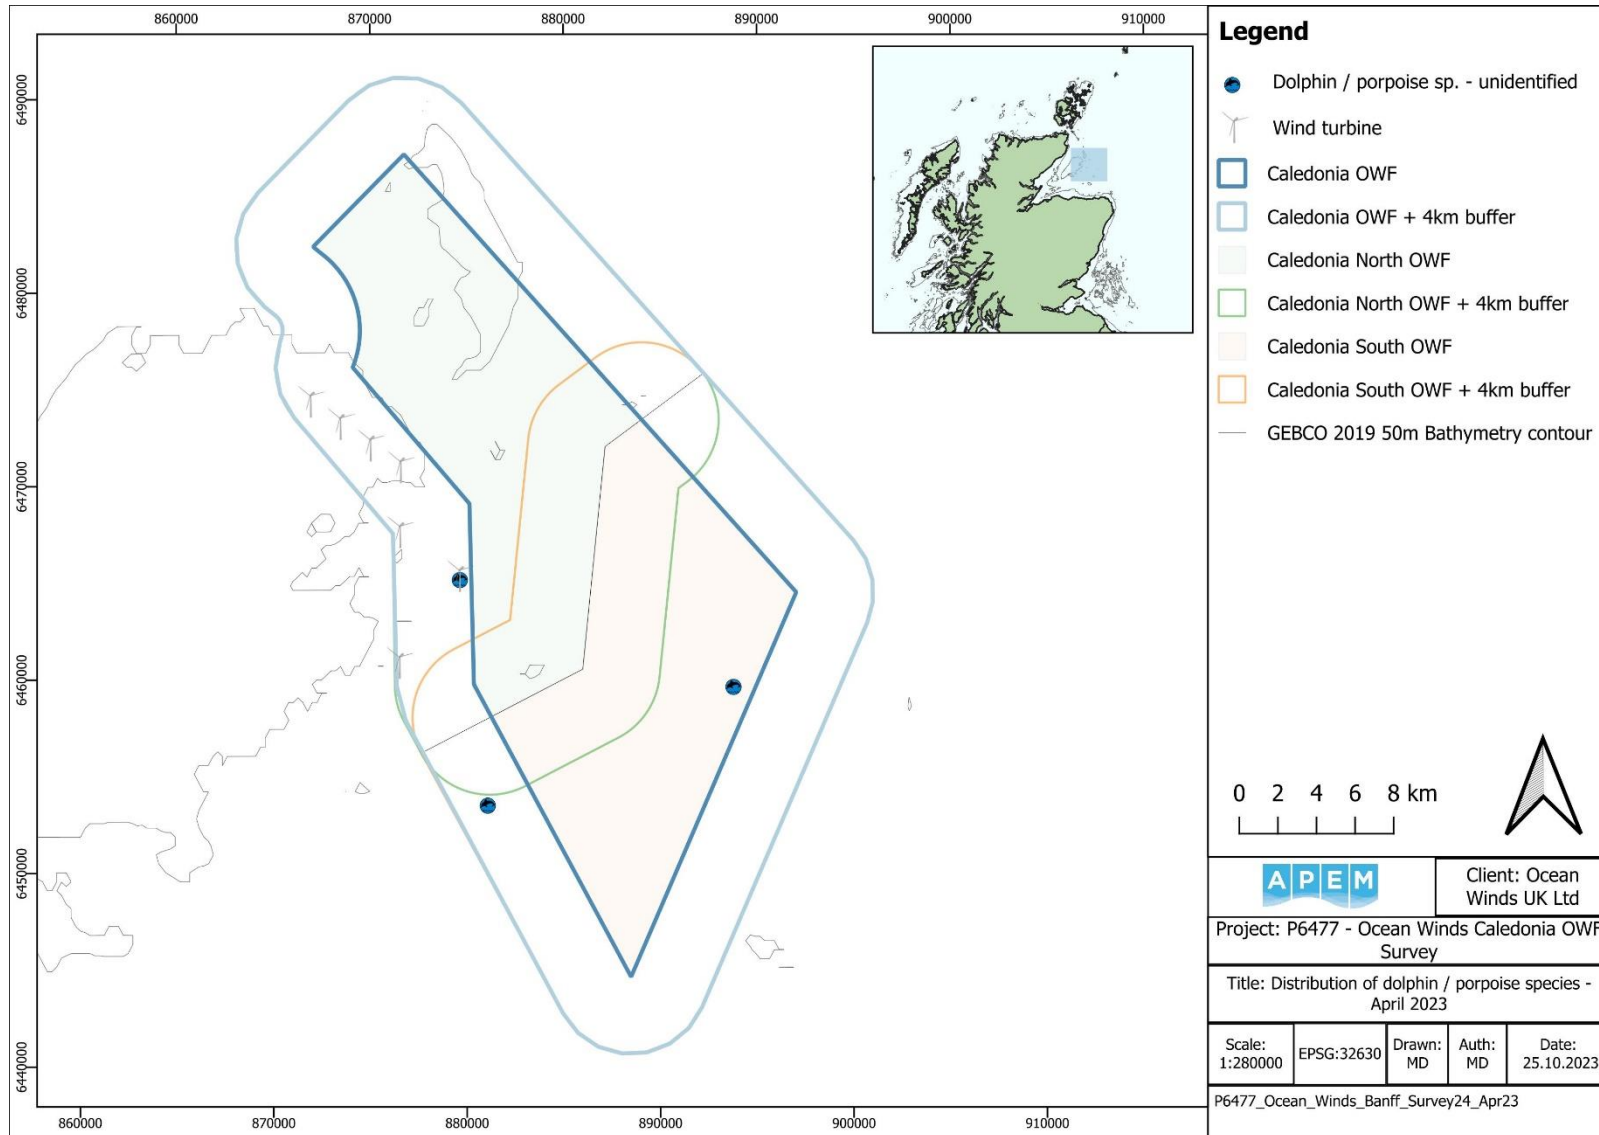 860000 870000 880000 890000 900000 910000
6490000
6480000
6470000
6460000
6450000
6440000
860000 870000 880000 890000 900000 910000
Legend
Dolphin / porpoise sp. - unidentified
Wind turbine
Caledonia OWF
Caledonia OWF + 4km buffer
Caledonia North OWF
Caledonia North OWF + 4km buffer
Caledonia South OWF
Caledonia South OWF + 4km buffer
GEBCO 2019 50m Bathymetry contour
0 2 4 6 8 km
APEM
Client: Ocean
Winds UK Ltd
Project: P6477 - Ocean Winds Caledonia OWF
Survey
Title: Distribution of dolphin / porpoise species -
April 2023
Scale:
1:280000
EPSG:32630
Drawn:
MD
Auth:
MD
Date:
25.10.2023
P6477_Ocean_Winds_Banff_Survey24_Apr23